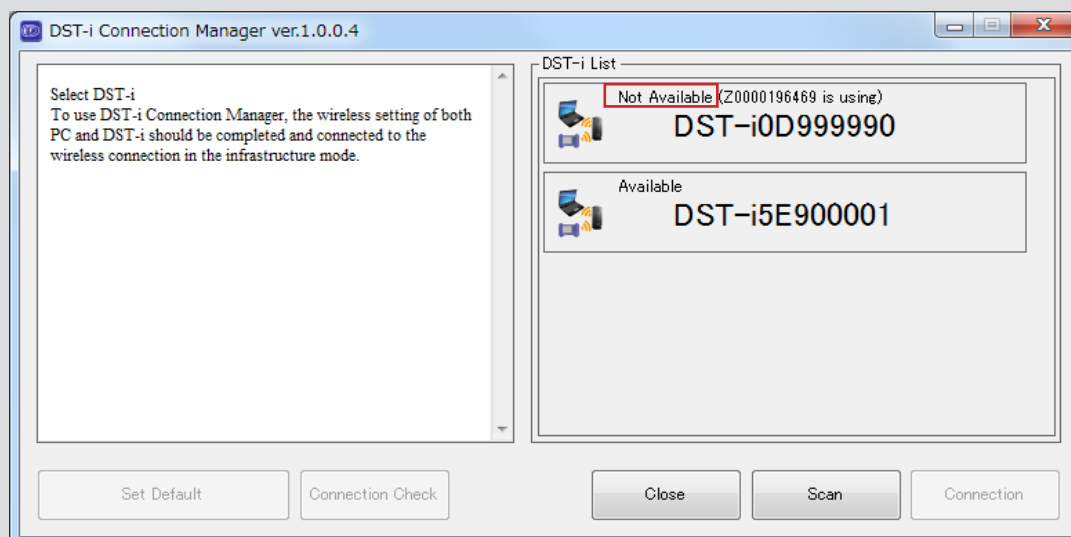 DST-i Connection Manager ver.1.0.0.4
Select DST-i
To use DST-i Connection Manager, the wireless setting of both
PC and DST-i should be completed and connected to the
wireless connection in the infrastructure mode.
DST-i List
Not Available (Z0000196469 is using)
DST-i0D999990
Available
DST-i5E900001
Set Default
Connection Check
Close
Scan
Connection